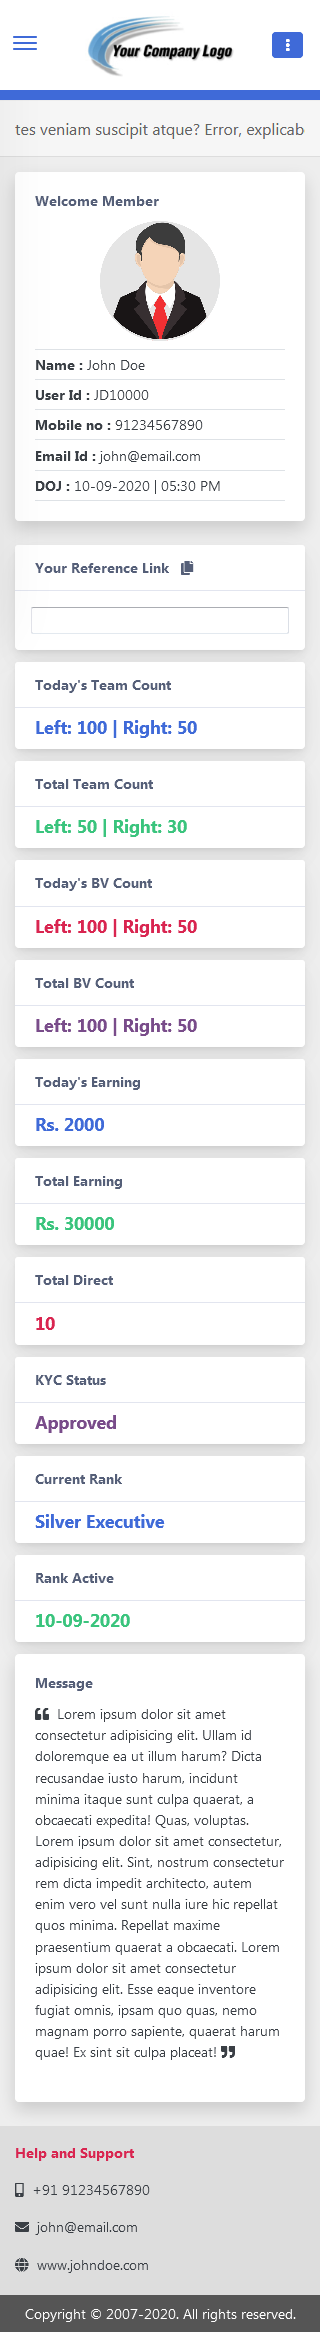 Your Company Logo
tes veniam suscipit atque? Error, explicab
Welcome Member
Name : John Doe
User Id : JD10000
Mobile no : 91234567890
Email Id : john@email.com
DOJ : 10-09-2020 | 05:30 PM
Your Reference Link
Today's Team Count
Left: 100 | Right: 50
Total Team Count
Left: 50 | Right: 30
Today's BV Count
Left: 100 | Right: 50
Total BV Count
Left: 100 | Right: 50
Today's Earning
Rs. 2000
Total Earning
Rs. 30000
Total Direct
10
KYC Status
Approved
Current Rank
Silver Executive
Rank Active
10-09-2020
Message
“ Lorem ipsum dolor sit amet
consectetur adipisicing elit. Ullam id
doloremque ea ut illum harum? Dicta
recusandae iusto harum, incidunt
minima itaque sunt culpa quaerat, a
obcaecati expedita! Quas, voluptas.
Lorem ipsum dolor sit amet consectetur,
adipisicing elit. Sint, nostrum consectetur
rem dicta impedit architecto, autem
enim vero vel sunt nulla iure hic repellat
quos minima. Repellat maxime
praesentium quaerat a obcaecati. Lorem
ipsum dolor sit amet consectetur
adipisicing elit. Esse eaque inventore
fugiat omnis, ipsam quo quas, nemo
magnam porro sapiente, quaerat harum
quae! Ex sint sit culpa placeat! ”
Help and Support
+91 91234567890
john@email.com
www.johndoe.com
Copyright © 2007-2020. All rights reserved.